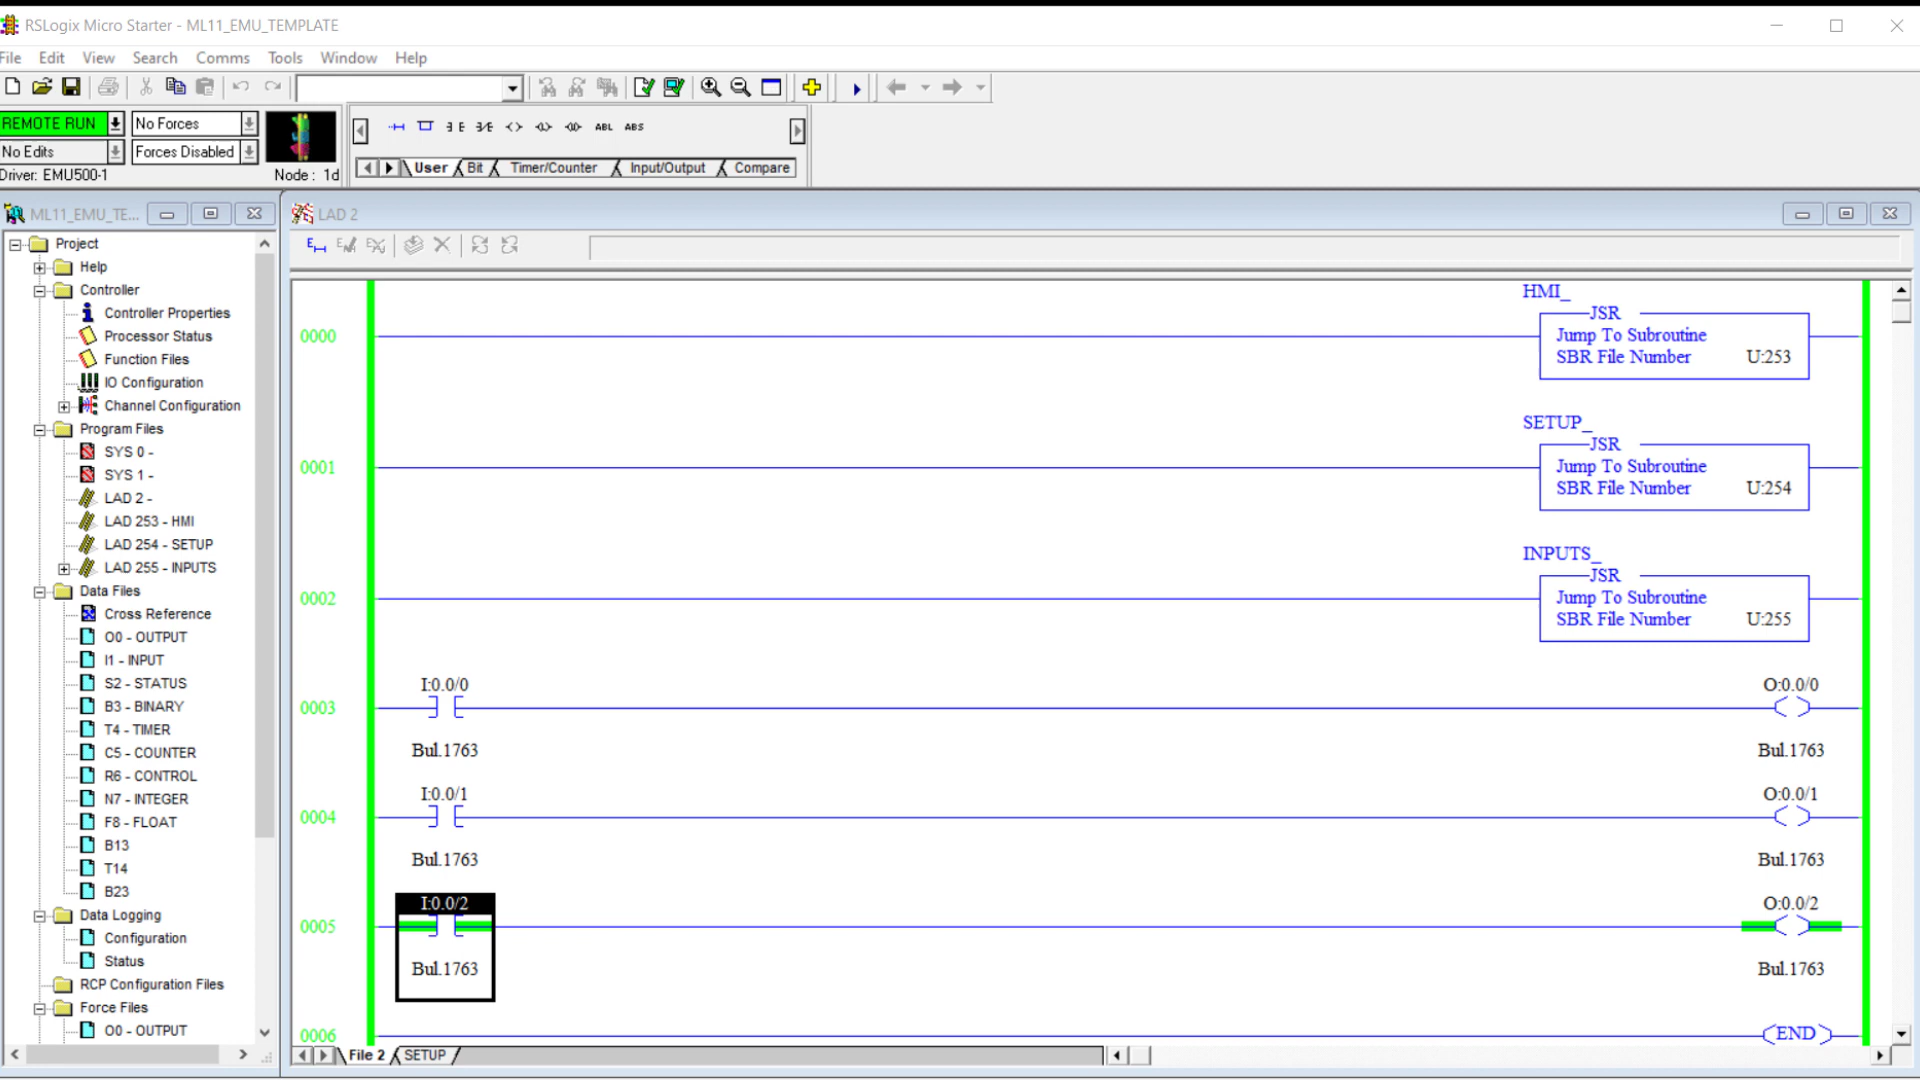 RSLogix Micro Starter - ML11_EMU_TEMPLATE
File Edit View Search Comms Tools Window Help
REMOTE RUN No Forces
No Edits Forces Disabled
Driver: EMU500-1 Node : 1d
ABL ABS
User Bit Timer/Counter Input/Output Compare
ML11_EMU_TE...
Project
Help
Controller
Controller Properties
Processor Status
Function Files
IO Configuration
Channel Configuration
Program Files
SYS 0 -
SYS 1 -
LAD 2 -
LAD 253 - HMI
LAD 254 - SETUP
LAD 255 - INPUTS
Data Files
Cross Reference
O0 - OUTPUT
I1 - INPUT
S2 - STATUS
B3 - BINARY
T4 - TIMER
C5 - COUNTER
R6 - CONTROL
N7 - INTEGER
F8 - FLOAT
B13
T14
B23
Data Logging
Configuration
Status
RCP Configuration Files
Force Files
O0 - OUTPUT
LAD 2
HMI_
JSR
0000
Jump To Subroutine
SBR File Number U:253
SETUP_
JSR
0001
Jump To Subroutine
SBR File Number U:254
INPUTS_
JSR
0002
Jump To Subroutine
SBR File Number U:255
I:0.0/0 O:0.0/0
0003
Bul.1763 Bul.1763
I:0.0/1 O:0.0/1
0004
Bul.1763 Bul.1763
I:0.0/2 O:0.0/2
0005
Bul.1763 Bul.1763
0006 END
File 2 SETUP